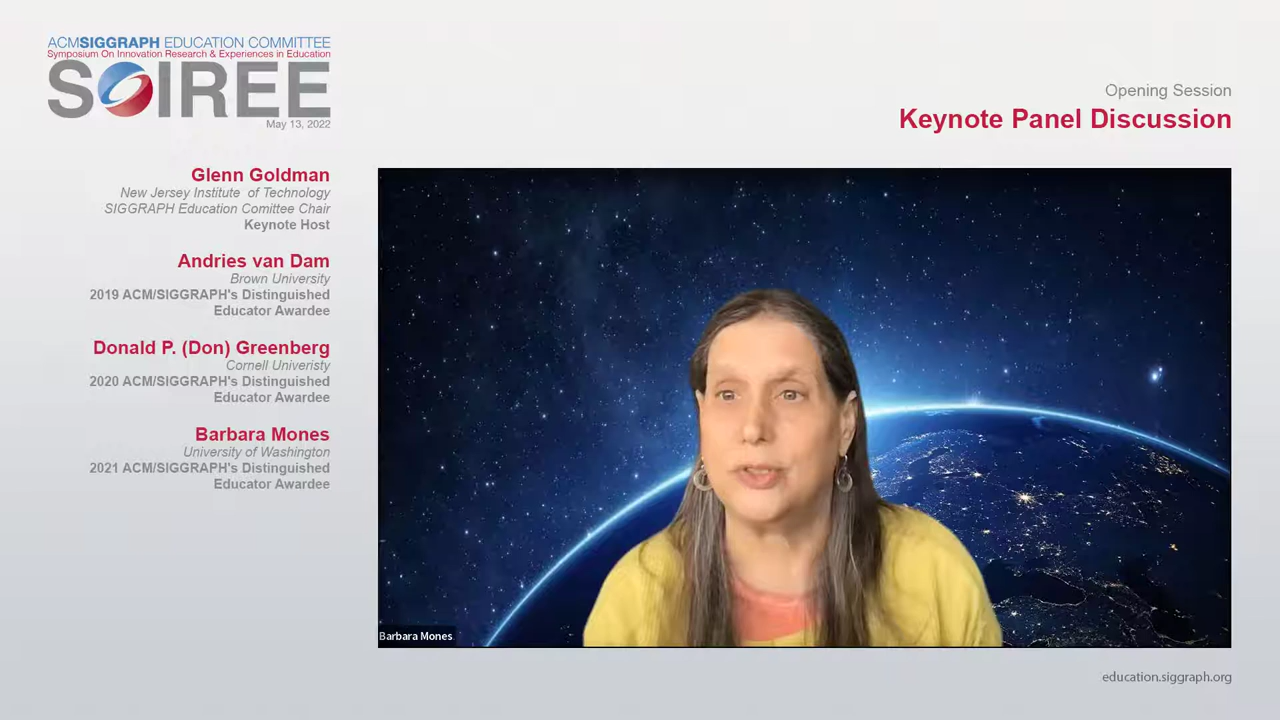 ACMSIGGRAPH EDUCATION COMMITTEE
Symposium On Innovation Research & Experiences in Education
SOIREE
May 13, 2022
Opening Session
Keynote Panel Discussion
Glenn Goldman
New Jersey Institute of Technology
SIGGRAPH Education Comittee Chair
Keynote Host
Andries van Dam
Brown University
2019 ACM/SIGGRAPH's Distinguished
Educator Awardee
Donald P. (Don) Greenberg
Cornell Univeristy
2020 ACM/SIGGRAPH's Distinguished
Educator Awardee
Barbara Mones
University of Washington
2021 ACM/SIGGRAPH's Distinguished
Educator Awardee
Barbara Mones
education.siggraph.org